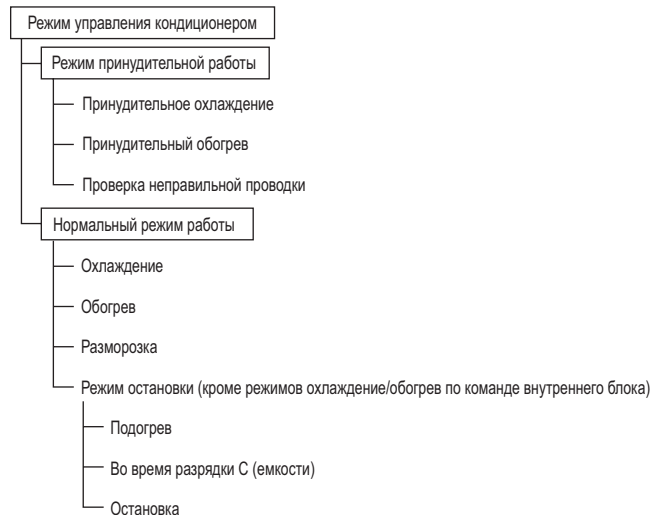 Режим управления кондиционером
Режим принудительной работы
Принудительное охлаждение
Принудительный обогрев
Проверка неправильной проводки
Нормальный режим работы
Охлаждение
Обогрев
Разморозка
Режим остановки (кроме режимов охлаждение/обогрев по команде внутреннего блока)
Подогрев
Во время разрядки С (емкости)
Остановка